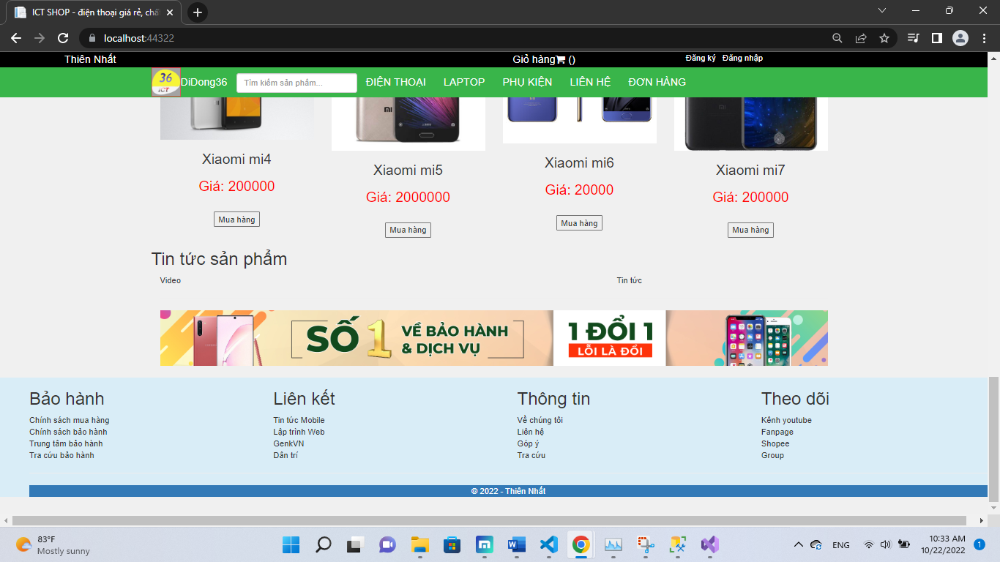 ICT SHOP - điện thoại giá rẻ, chấ
localhost:44322
Thiên Nhất
Giỏ hàng ()
Đăng ký Đăng nhập
36
ICT
DiDong36
Tìm kiếm sản phẩm...
ĐIỆN THOẠI LAPTOP PHỤ KIỆN LIÊN HỆ ĐƠN HÀNG
Xiaomi mi4
Giá: 200000
Mua hàng
Xiaomi mi5
Giá: 2000000
Mua hàng
Xiaomi mi6
Giá: 20000
Mua hàng
Xiaomi mi7
Giá: 200000
Mua hàng
Tin tức sản phẩm
Video
Tin tức
SỐ 1 VỀ BẢO HÀNH
& DỊCH VỤ
1 ĐỔI 1
LỖI LÀ ĐỔI
Bảo hành
Chính sách mua hàng
Chính sách bảo hành
Trung tâm bảo hành
Tra cứu bảo hành
Liên kết
Tin tức Mobile
Lập trình Web
GenkVN
Dân trí
Thông tin
Về chúng tôi
Liên hệ
Góp ý
Tra cứu
Theo dõi
Kênh youtube
Fanpage
Shopee
Group
© 2022 - Thiên Nhất
83°F
Mostly sunny
ENG
10:33 AM
10/22/2022
1